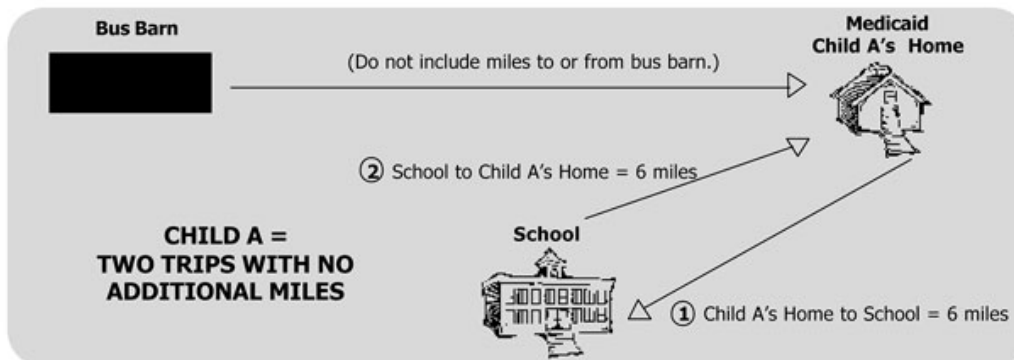 Bus Barn
Medicaid
Child A's Home
(Do not include miles to or from bus barn.)
② School to Child A's Home = 6 miles
CHILD A =
TWO TRIPS WITH NO
ADDITIONAL MILES
School
① Child A's Home to School = 6 miles